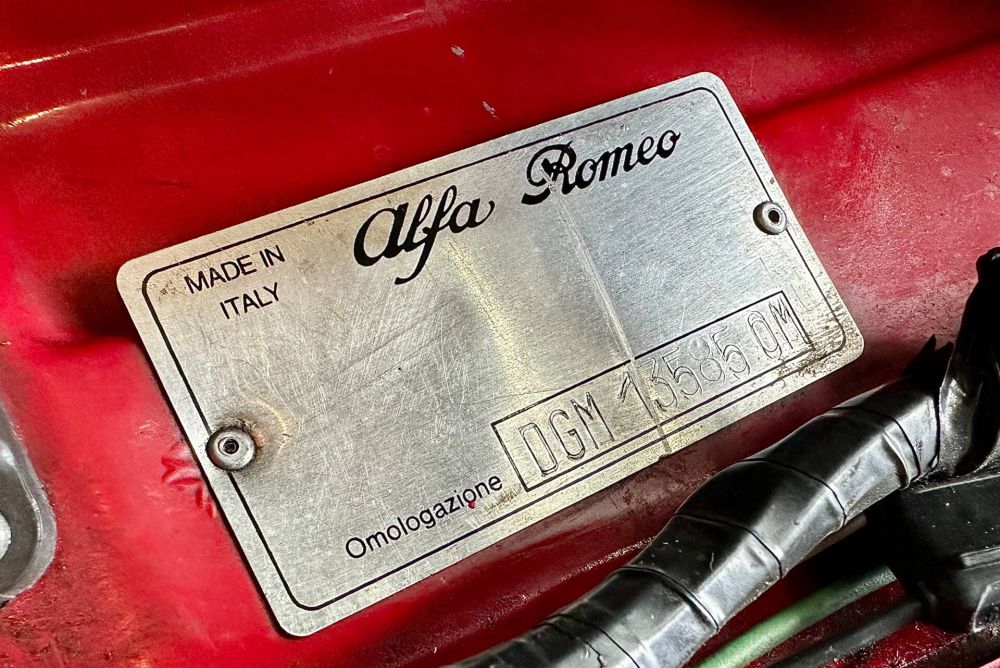 Alfa Romeo
MADE IN
ITALY
Omologazione DGM 13585 OM